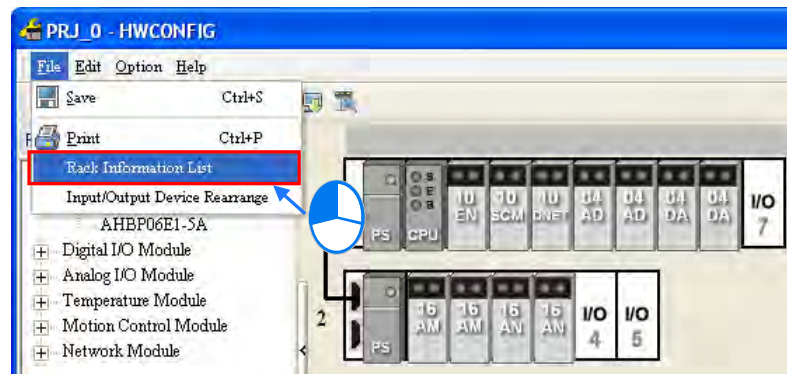 PRJ_0 - HWCONFIG
File Edit Option Help
Save Ctrl+S
Print Ctrl+P
Rack Information List
Input/Output Device Rearrange
AHBP06E1-5A
Digital I/O Module
Analog I/O Module
Temperature Module
Motion Control Module
Network Module
PS
CPU
S
E
B
10
EN
10
SCM
10
DNET
04
AD
04
AD
04
DA
04
DA
I/O
7
2
PS
16
AM
16
AM
16
AN
16
AN
I/O
4
I/O
5